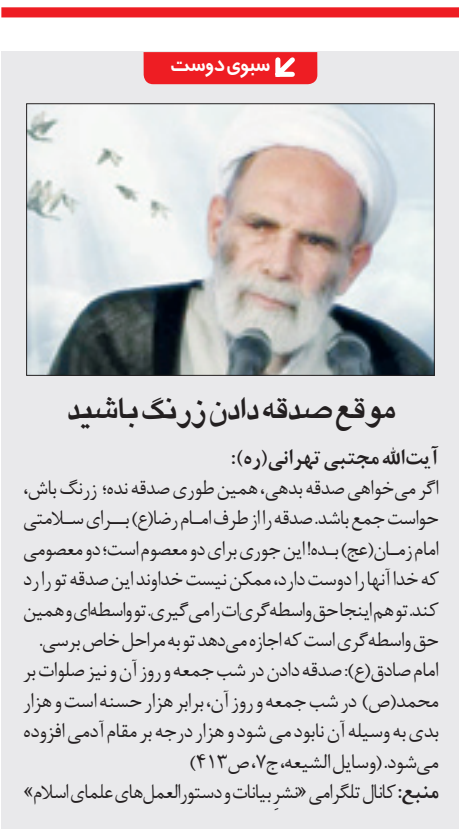 سبوی دوست
موقع صدقه دادن زرنگ باشید
آیت‌الله مجتبی تهرانی(ره):
اگر می‌خواهی صدقه بدهی، همین طوری صدقه نده؛ زرنگ باش،
حواست جمع باشد. صدقه را از طرف امام رضا(ع) برای سلامتی
امام زمان(عج) بده! این جوری برای دو معصوم است؛ دو معصومی
که خدا آنها را دوست دارد، ممکن نیست خداوند این صدقه تو را رد
کند. تو هم اینجا حق واسطه گری‌ات را می گیری. تو واسطه‌ای و همین
حق واسطه گری است که اجازه می‌دهد تو به مراحل خاص برسی.
امام صادق(ع): صدقه دادن در شب جمعه و روز آن و نیز صلوات بر
محمد(ص) در شب جمعه و روز آن، برابر هزار حسنه است و هزار
بدی به وسیله آن نابود می شود و هزار درجه بر مقام آدمی افزوده
می‌شود. (وسایل الشیعه، ج۷، ص۴۱۳)
منبع: کانال تلگرامی «نشرِ بیانات و دستورالعمل‌های علمای اسلام»